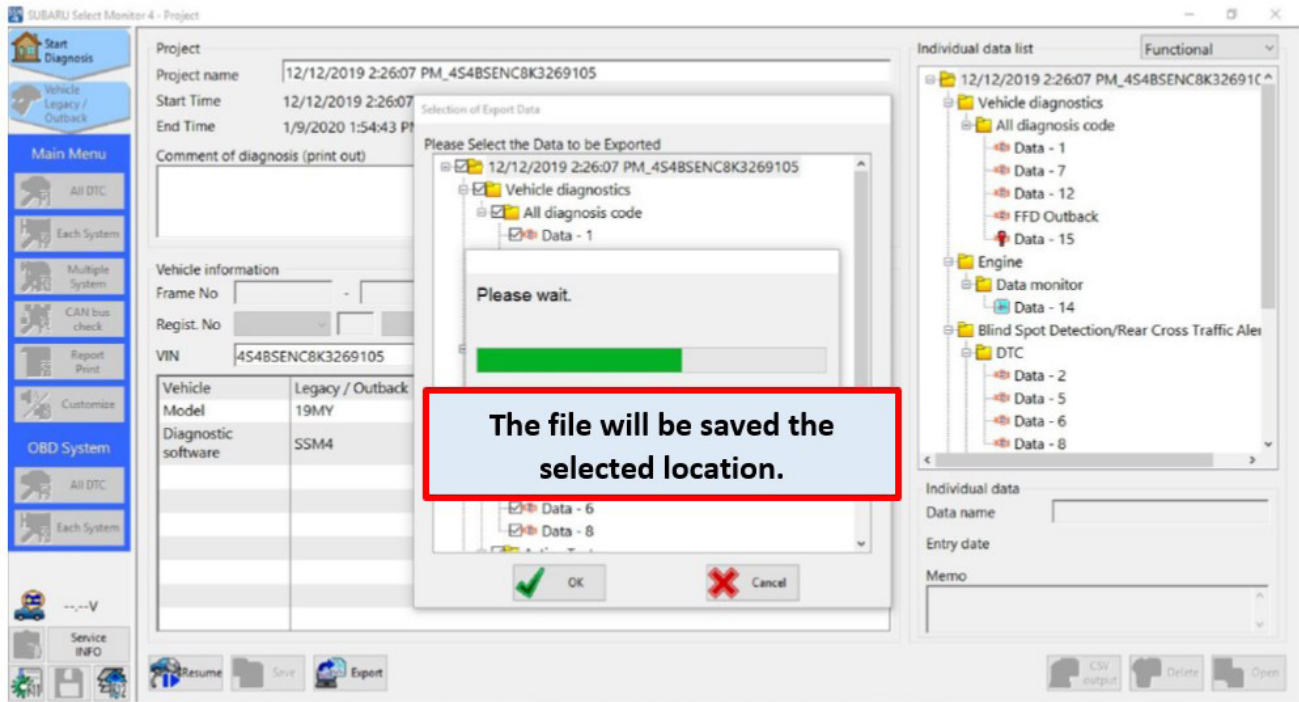 SUBARU Select Monitor 4 - Project
Start
Diagnosis
Vehicle
Legacy /
Outback
Main Menu
All DTC
Each System
Multiple
System
CAN bus
check
Report
Print
Customize
OBD System
All DTC
Each System
--.--V
Service
INFO
Project
Project name
12/12/2019 2:26:07 PM_4S4BSENC8K3269105
Start Time
12/12/2019 2:26:07
End Time
1/9/2020 1:54:43 PM
Comment of diagnosis (print out)
Vehicle information
Frame No
-
Regist. No
VIN
4S4BSENC8K3269105
Vehicle
Legacy / Outback
Model
19MY
Diagnostic
software
SSM4
Resume
Save
Export
Selection of Export Data
Please Select the Data to be Exported
12/12/2019 2:26:07 PM_4S4BSENC8K3269105
Vehicle diagnostics
All diagnosis code
Data - 1
Please wait.
The file will be saved the
selected location.
Data - 6
Data - 8
OK
Cancel
Individual data list
Functional
12/12/2019 2:26:07 PM_4S4BSENC8K326910
Vehicle diagnostics
All diagnosis code
Data - 1
Data - 7
Data - 12
FFD Outback
Data - 15
Engine
Data monitor
Data - 14
Blind Spot Detection/Rear Cross Traffic Aler
DTC
Data - 2
Data - 5
Data - 6
Data - 8
Individual data
Data name
Entry date
Memo
CSV
output
Delete
Open